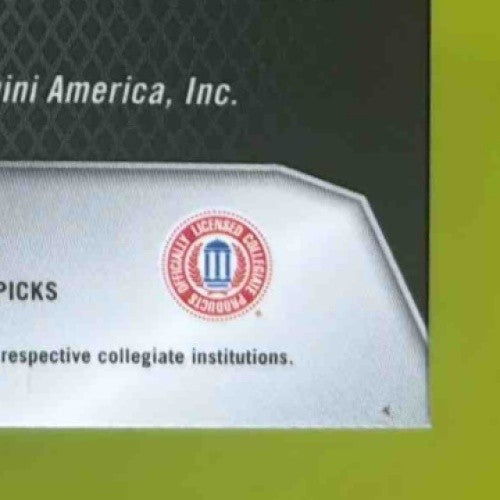 ini America, Inc.
OFFICIALLY LICENSED COLLEGIATE PRODUCTS
PICKS
respective collegiate institutions.